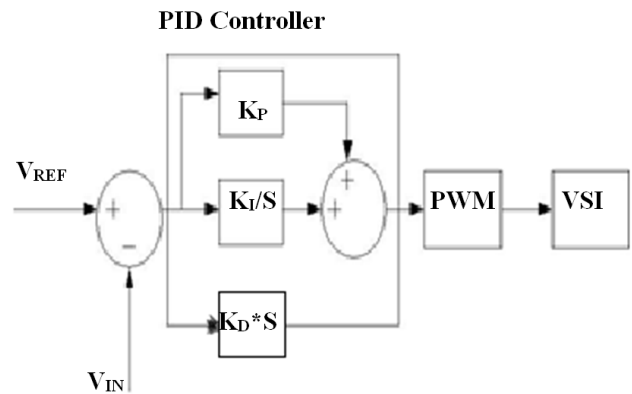 PID Controller
KP
VREF
+
−
KI/S
+
+
PWM
VSI
KD*S
VIN